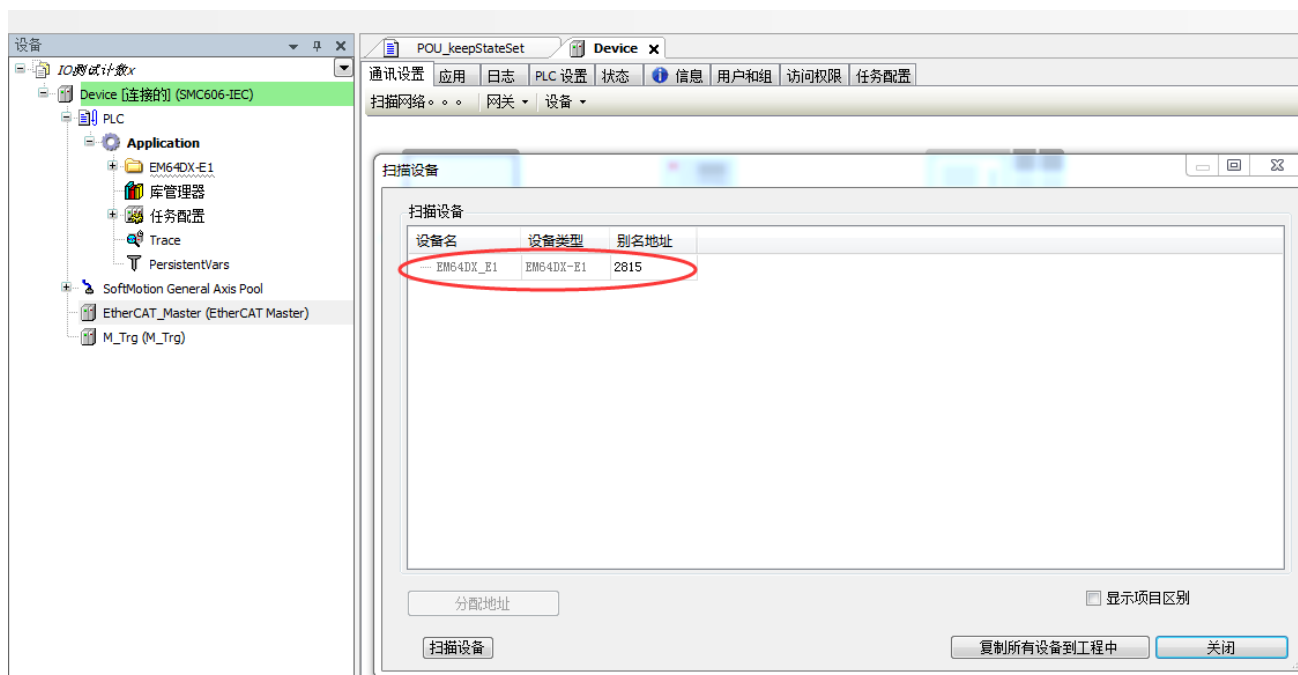 设备
POU_keepStateSet Device
IO测试计数x
通讯设置 应用 日志 PLC 设置 状态 信息 用户和组 访问权限 任务配置
Device [连接的] (SMC606-IEC)
扫描网络。。。 网关 设备
PLC
Application
扫描设备
EM64DX-E1
库管理器
扫描设备
任务配置
设备名 设备类型 别名地址
Trace
EM64DX_E1 EM64DX-E1 2815
PersistentVars
SoftMotion General Axis Pool
EtherCAT_Master (EtherCAT Master)
M_Trg (M_Trg)
分配地址 显示项目区别
扫描设备 复制所有设备到工程中 关闭